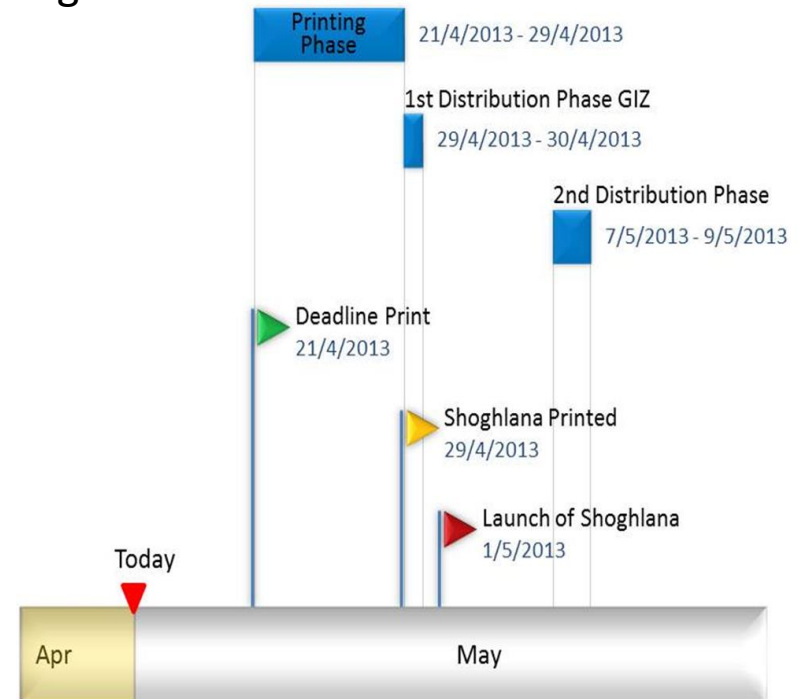 Printing
Phase
21/4/2013 - 29/4/2013
1st Distribution Phase GIZ
29/4/2013 - 30/4/2013
2nd Distribution Phase
7/5/2013 - 9/5/2013
Deadline Print
21/4/2013
Shoghlana Printed
29/4/2013
Launch of Shoghlana
1/5/2013
Today
Apr
May